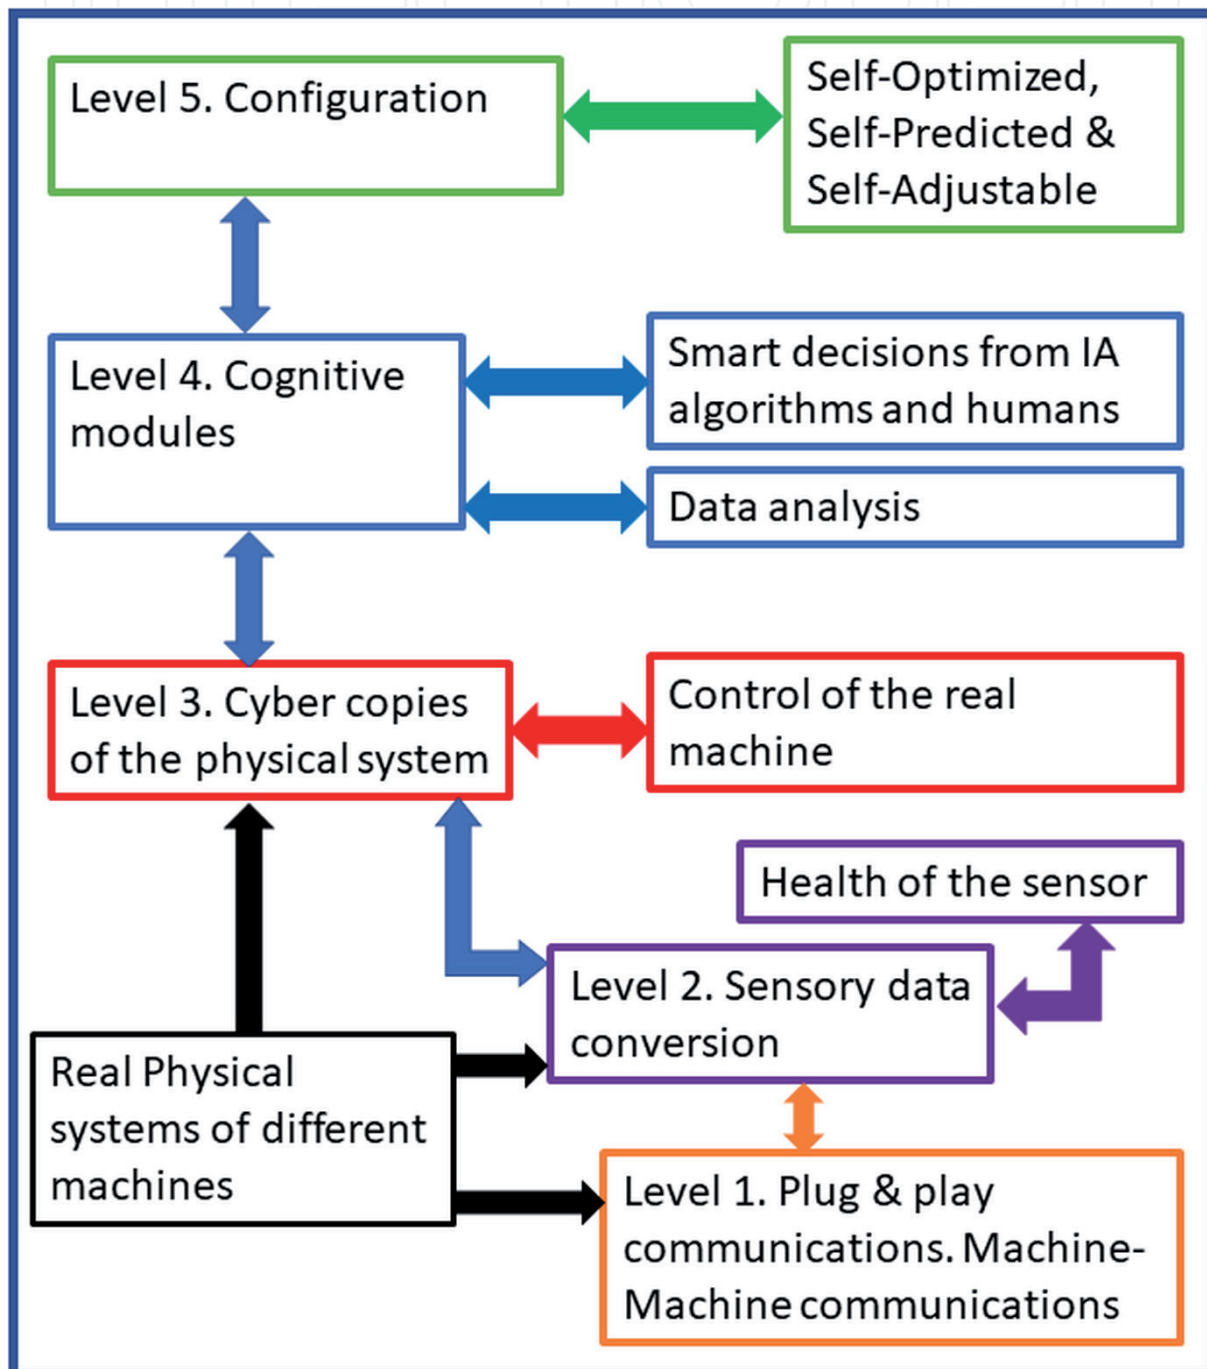 Level 5. Configuration
Self-Optimized,
Self-Predicted &
Self-Adjustable
Level 4. Cognitive
modules
Smart decisions from IA
algorithms and humans
Data analysis
Level 3. Cyber copies
of the physical system
Control of the real
machine
Health of the sensor
Level 2. Sensory data
conversion
Real Physical
systems of different
machines
Level 1. Plug & play
communications. Machine-
Machine communications